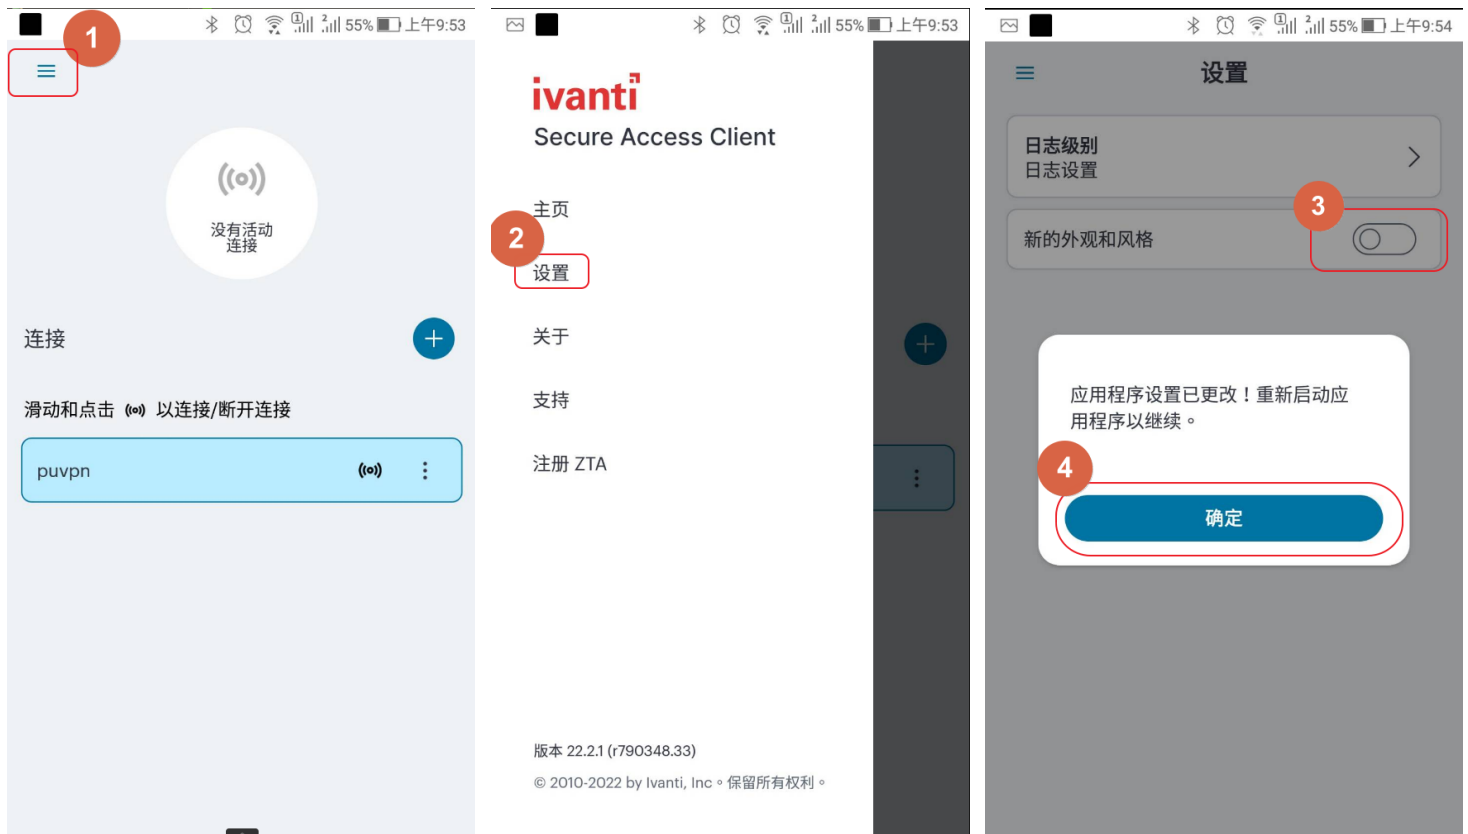 1
55% 上午9:53
没有活动
连接
连接
滑动和点击 以连接/断开连接
puvpn
55% 上午9:53
ivanti
Secure Access Client
主页
2
设置
关于
支持
注册 ZTA
版本 22.2.1 (r790348.33)
© 2010-2022 by Ivanti, Inc。保留所有权利。
55% 上午9:54
设置
日志级别
日志设置
3
新的外观和风格
应用程序设置已更改！重新启动应
用程序以继续。
4
确定